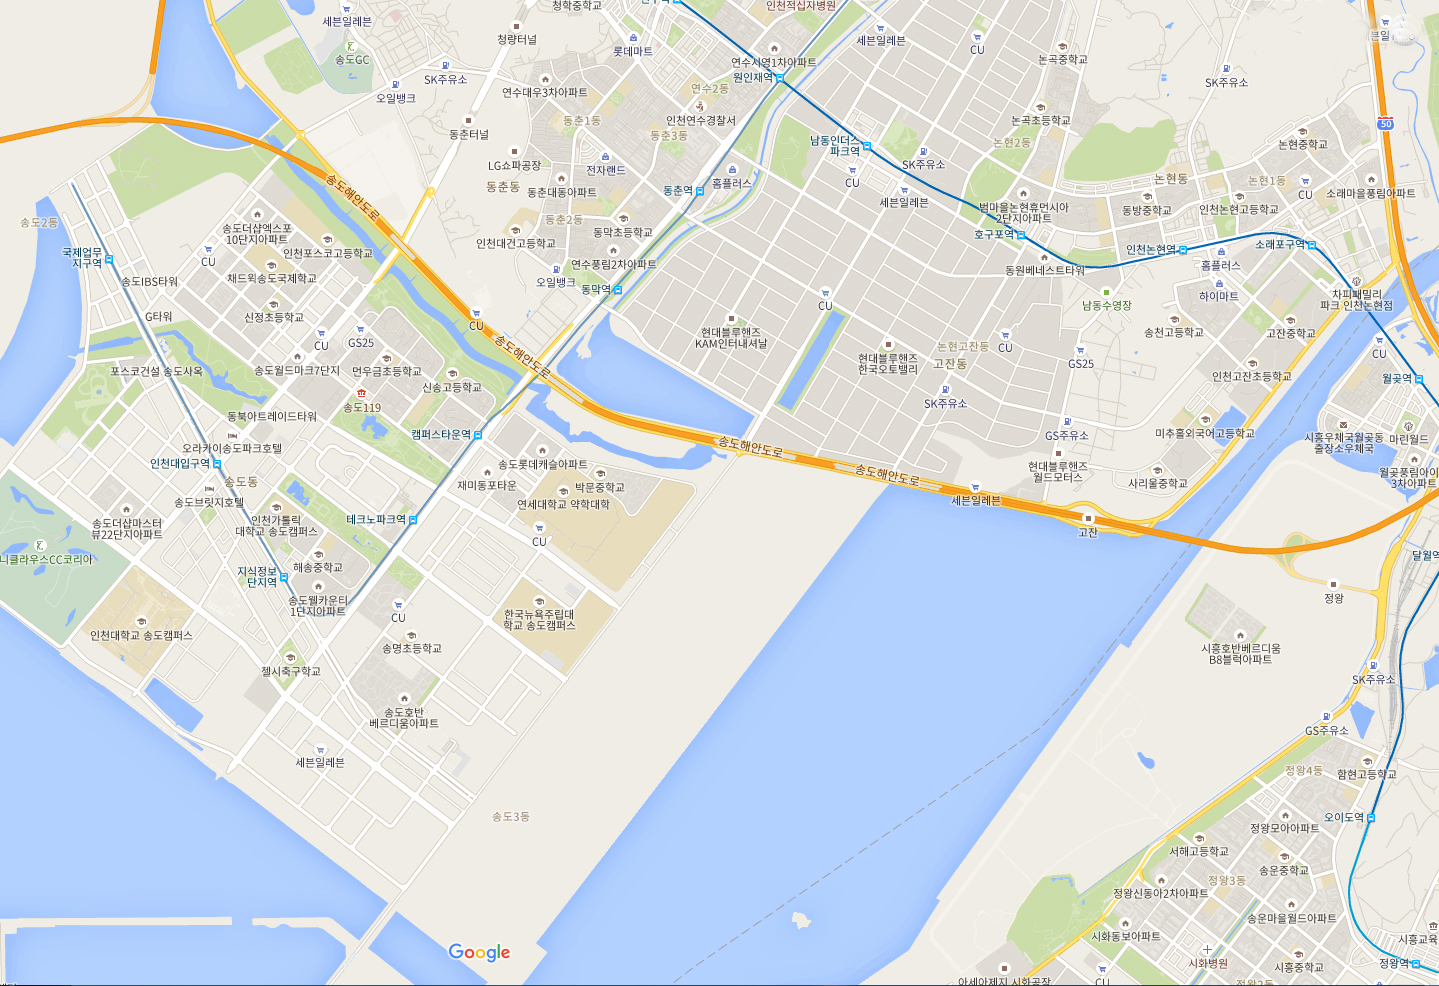 청학중학교
인천적십자병원
세븐일레븐
청량터널
롯데마트
세븐일레븐
CU
송도GC
논곡중학교
SK주유소
연수시영1차아파트
원인재역
SK주유소
오일뱅크
연수대우3차아파트
연수2동
인천연수경찰서
동춘1동
동춘3동
논곡초등학교
50
동춘터널
남동인더스
파크역
논현2동
논현중학교
LG쇼파공장
전자랜드
SK주유소
CU
홈플러스
송도해안도로
동춘동
동춘대동아파트
동춘역
세븐일레븐
논현동
논현1동
CU
소래마을풍림아파트
범마을논현휴먼시아
2단지아파트
동방중학교
인천논현고등학교
송도2동
송도더샵엑스포
10단지아파트
동춘2동
동막초등학교
호구포역
인천논현역
소래포구역
국제업무
지구역
CU
인천포스코고등학교
인천대건고등학교
연수풍림2차아파트
동원베네스트타워
홈플러스
채드윅송도국제학교
오일뱅크
동막역
하이마트
차피패밀리
파크 인천논현점
송도IBS타워
G타워
신정초등학교
CU
CU
남동수영장
송천고등학교
고잔중학교
CU
GS25
현대블루핸즈
KAM인터내셔날
CU
논현고잔동
고잔동
GS25
CU
송도해안도로
현대블루핸즈
한국오토밸리
포스코건설 송도사옥
송도월드마크7단지
먼우금초등학교
신송고등학교
인천고잔초등학교
월곶역
송도119
SK주유소
동북아트레이드타워
캠퍼스타운역
GS주유소
미추홀외국어고등학교
시흥우체국월곶동
출장소우체국
마린월드
오라카이송도파크호텔
송도해안도로
인천대입구역
송도롯데캐슬아파트
송도해안도로
현대블루핸즈
월드모터스
사리울중학교
월곶풍림아이
3차아파트
송도동
재미동포타운
박문중학교
송도브릿지호텔
연세대학교 약학대학
세븐일레븐
송도더샵마스터
뷰22단지아파트
인천가톨릭
대학교 송도캠퍼스
테크노파크역
CU
고잔
니클라우스CC코리아
해송중학교
달월역
지식정보
단지역
송도웰카운티
1단지아파트
CU
한국뉴욕주립대
학교 송도캠퍼스
정왕
인천대학교 송도캠퍼스
송명초등학교
시흥호반베르디움
B8블럭아파트
첼시축구학교
SK주유소
송도호반
베르디움아파트
GS주유소
세븐일레븐
정왕4동
함현고등학교
송도3동
정왕모아아파트
오이도역
서해고등학교
송운중학교
정왕3동
정왕신동아2차아파트
송운마을월드아파트
시화동보아파트
시흥교육
Google
시화병원
시흥중학교
정왕역
아세아제지 시화공장
CU
정왕2동